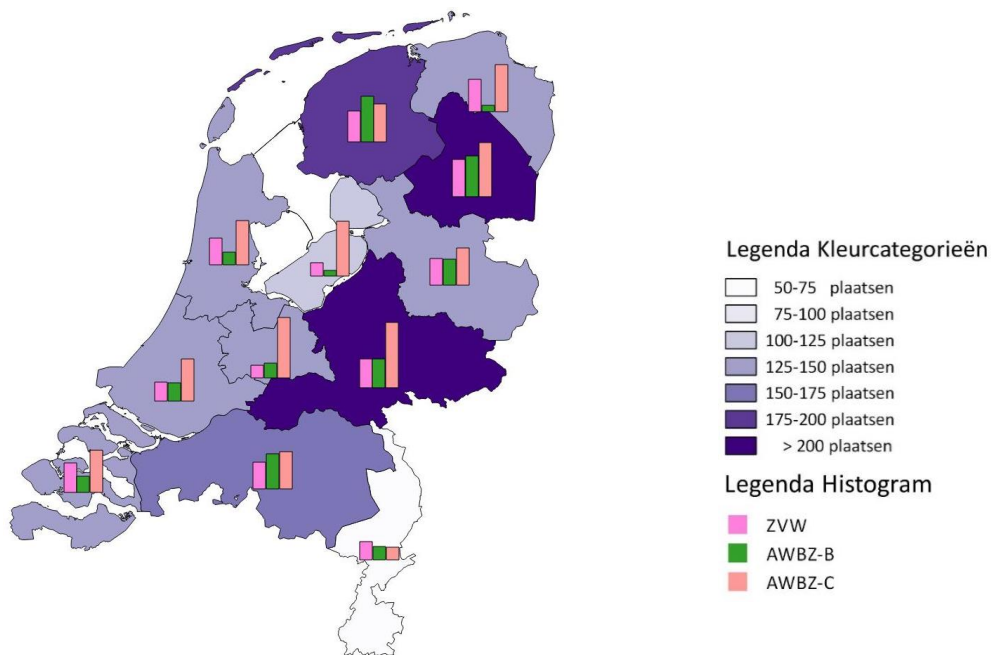 Legenda Kleurcategorieën
50-75 plaatsen
75-100 plaatsen
100-125 plaatsen
125-150 plaatsen
150-175 plaatsen
175-200 plaatsen
> 200 plaatsen
Legenda Histogram
ZVW
AWBZ-B
AWBZ-C